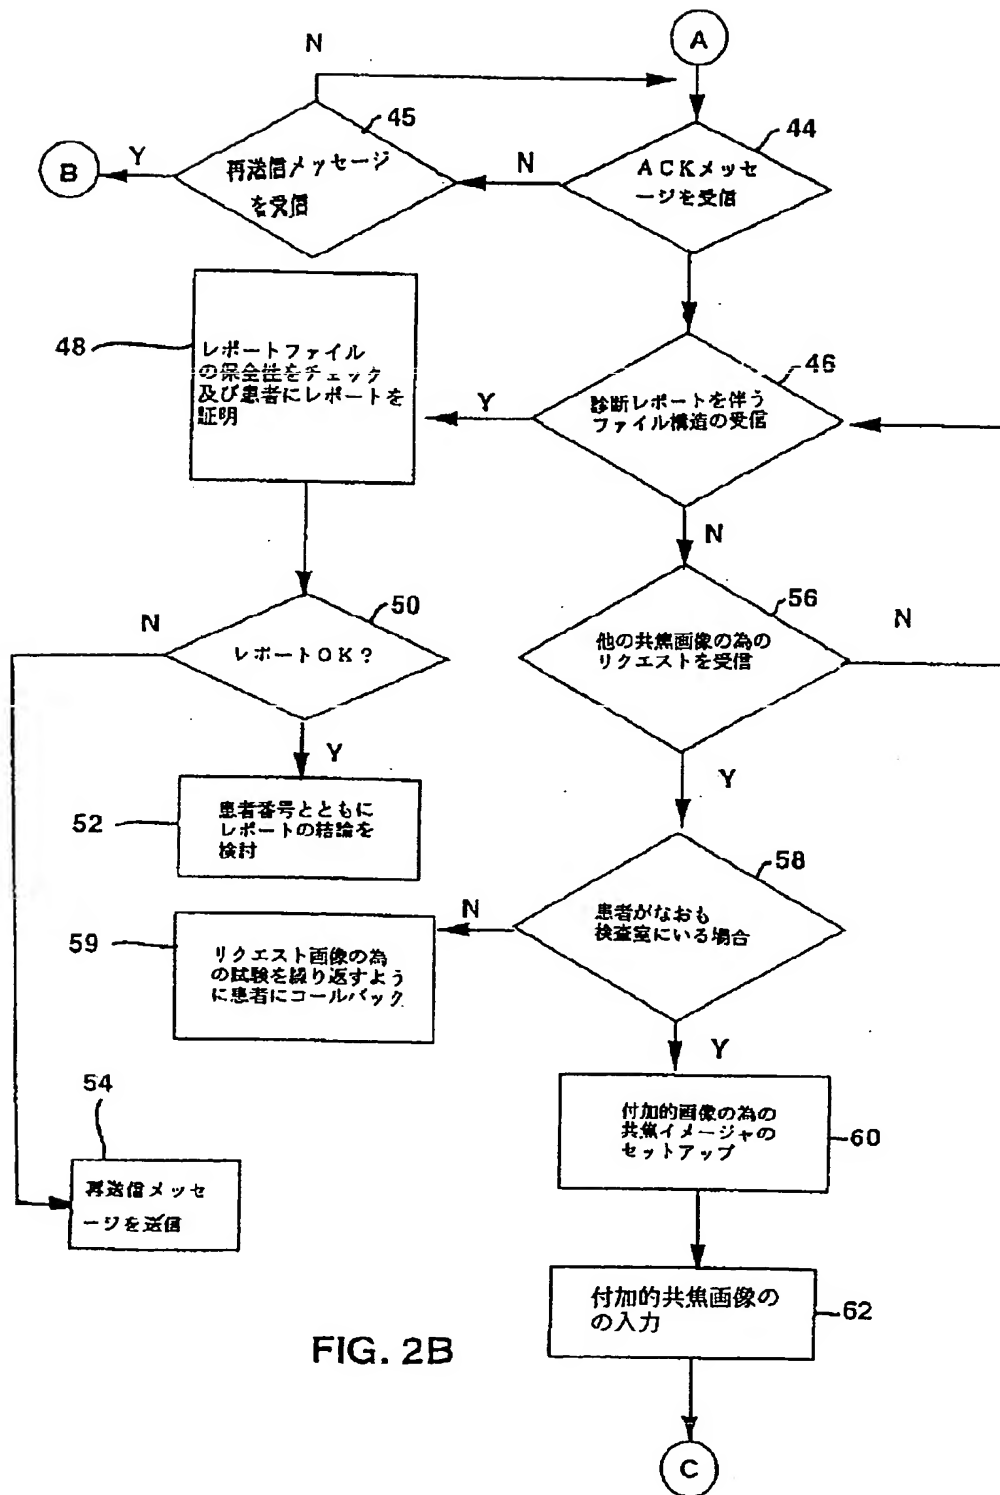 A
N
45
44
B
Y
再送信メッセージ
を受信
N
ACKメッセ
ージを受信
48
レポートファイル
の保全性をチェック
及び患者にレポートを
証明
46
Y
診断レポートを伴う
ファイル構造の受信
N
50
N
レポートOK?
56
N
他の共焦画像の為の
リクエストを受信
Y
Y
52
患者番号とともに
レポートの結論を
検討
58
N
患者がなおも
検査室にいる場合
59
リクエスト画像の為
の試験を繰り返すよう
に患者にコールバック
Y
54
付加的画像の為の
共焦イメージャの
セットアップ
60
再送信メッセ
ージを送信
付加的共焦画像の
の入力
62
FIG. 2B
C